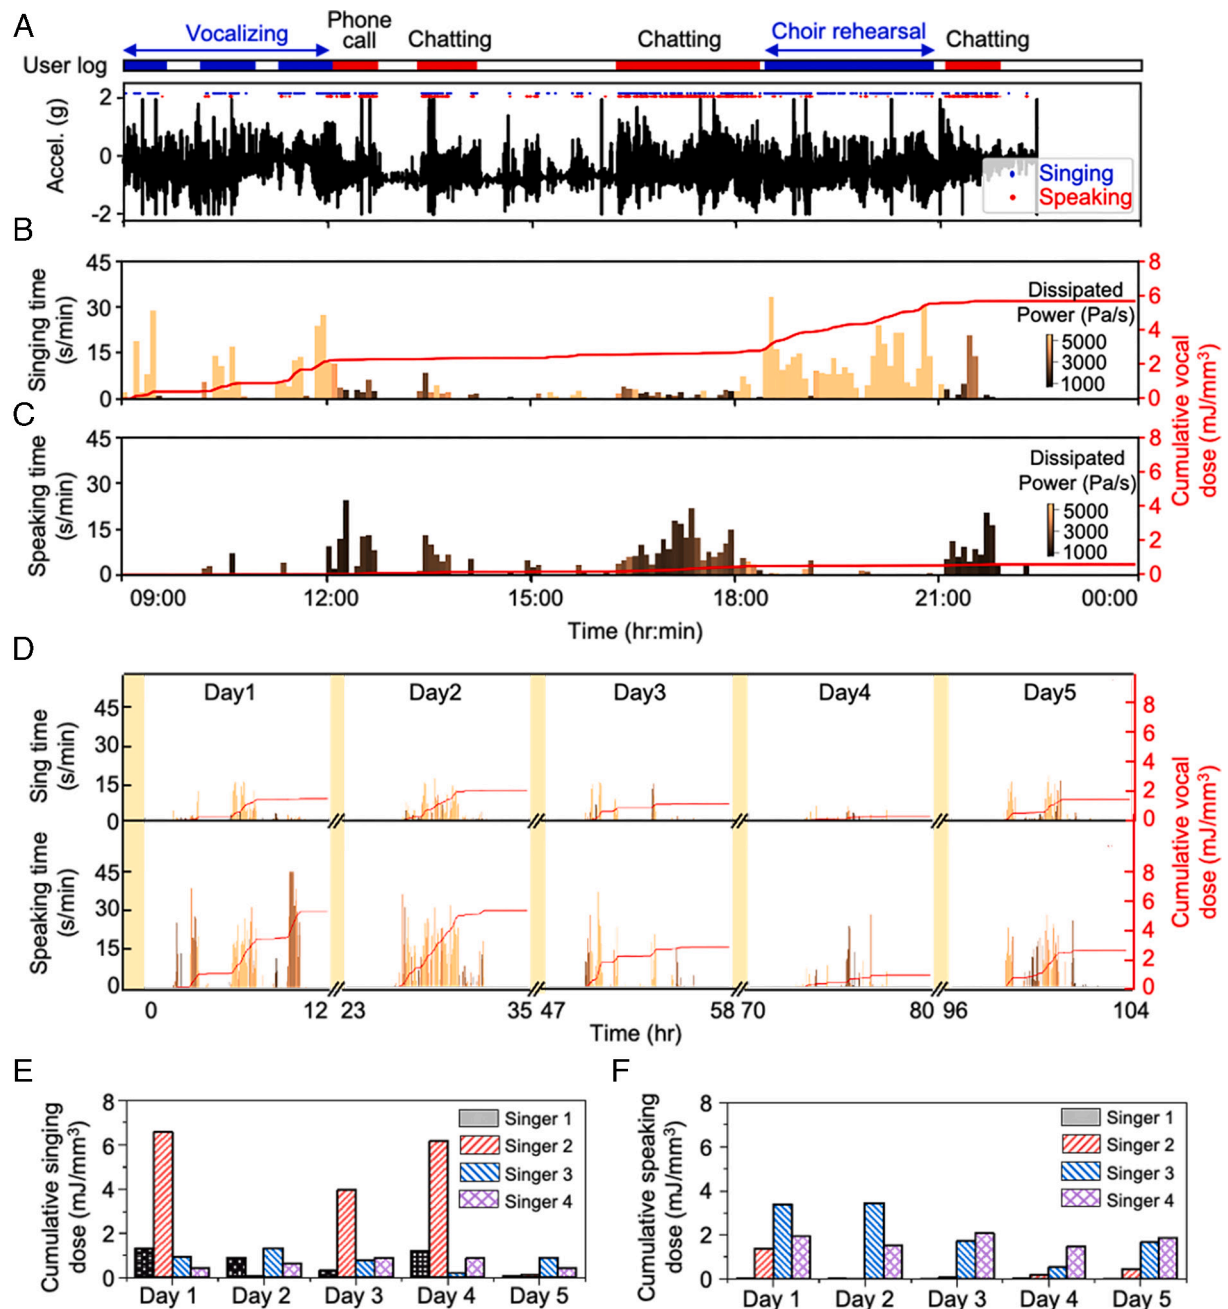 A
Vocalizing
Phone
call
Chatting
Chatting
Choir rehearsal
Chatting
User log
Accel. (g)
2
0
-2
Singing
Speaking
B
Singing time
(s/min)
45
30
15
0
Dissipated
Power (Pa/s)
5000
3000
1000
8
6
4
2
0
Cumulative vocal
dose (mJ/mm³)
C
Speaking time
(s/min)
45
30
15
0
Dissipated
Power (Pa/s)
5000
3000
1000
8
6
4
2
0
09:00 12:00 15:00 18:00 21:00 00:00
Time (hr:min)
D
Day1 Day2 Day3 Day4 Day5
Sing time
(s/min)
45
30
15
0
8
6
4
2
0
Cumulative vocal
dose (mJ/mm³)
Speaking time
(s/min)
45
30
15
0
8
6
4
2
0
0 12 23 35 47 58 70 80 96 104
Time (hr)
E
Cumulative singing
dose (mJ/mm³)
8
6
4
2
0
Singer 1
Singer 2
Singer 3
Singer 4
Day 1 Day 2 Day 3 Day 4 Day 5
F
Cumulative speaking
dose (mJ/mm³)
8
6
4
2
0
Singer 1
Singer 2
Singer 3
Singer 4
Day 1 Day 2 Day 3 Day 4 Day 5